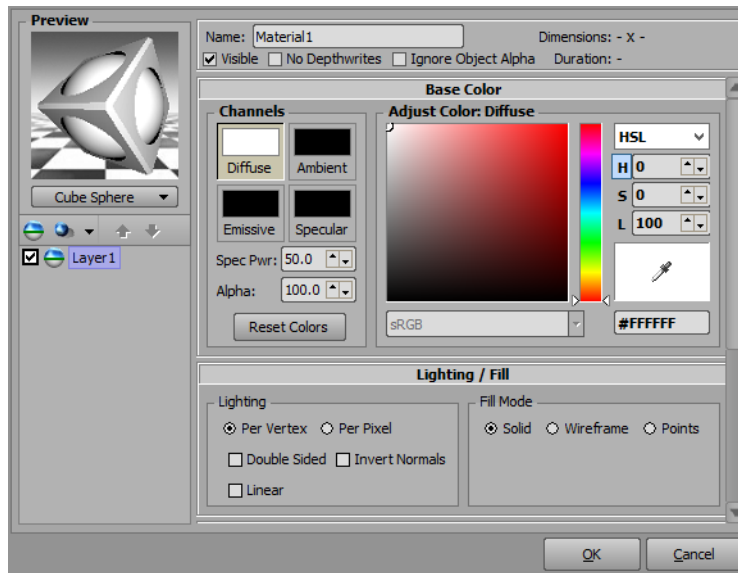 Preview
Cube Sphere
Layer1
Name: Material1 Dimensions: - x -
Visible No Depthwrites Ignore Object Alpha Duration: -
Base Color
Channels
Diffuse Ambient
Emissive Specular
Spec Pwr: 50.0
Alpha: 100.0
Reset Colors
Adjust Color: Diffuse
HSL
H 0
S 0
L 100
sRGB #FFFFFF
Lighting / Fill
Lighting
Per Vertex Per Pixel
Double Sided Invert Normals
Linear
Fill Mode
Solid Wireframe Points
OK Cancel